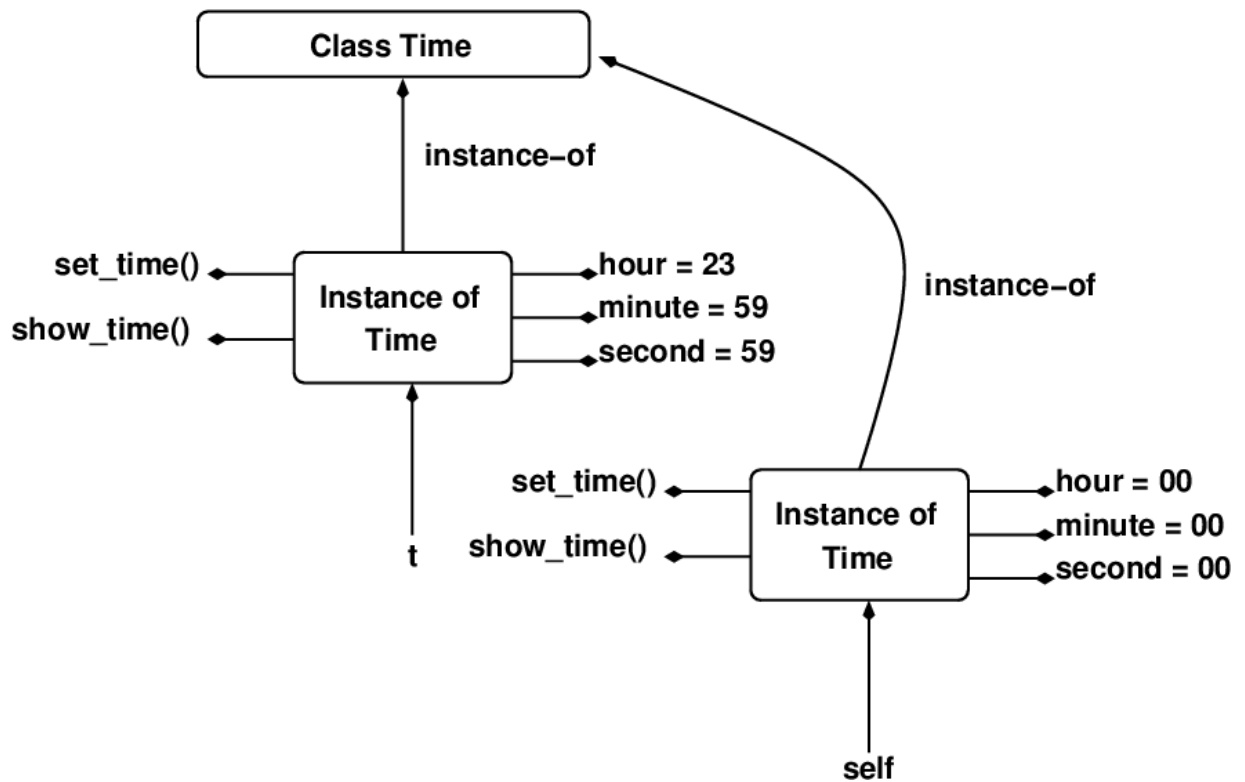 Class Time
instance-of
set_time()
show_time()
Instance of
Time
hour = 23
minute = 59
second = 59
t
instance-of
set_time()
show_time()
Instance of
Time
hour = 00
minute = 00
second = 00
self